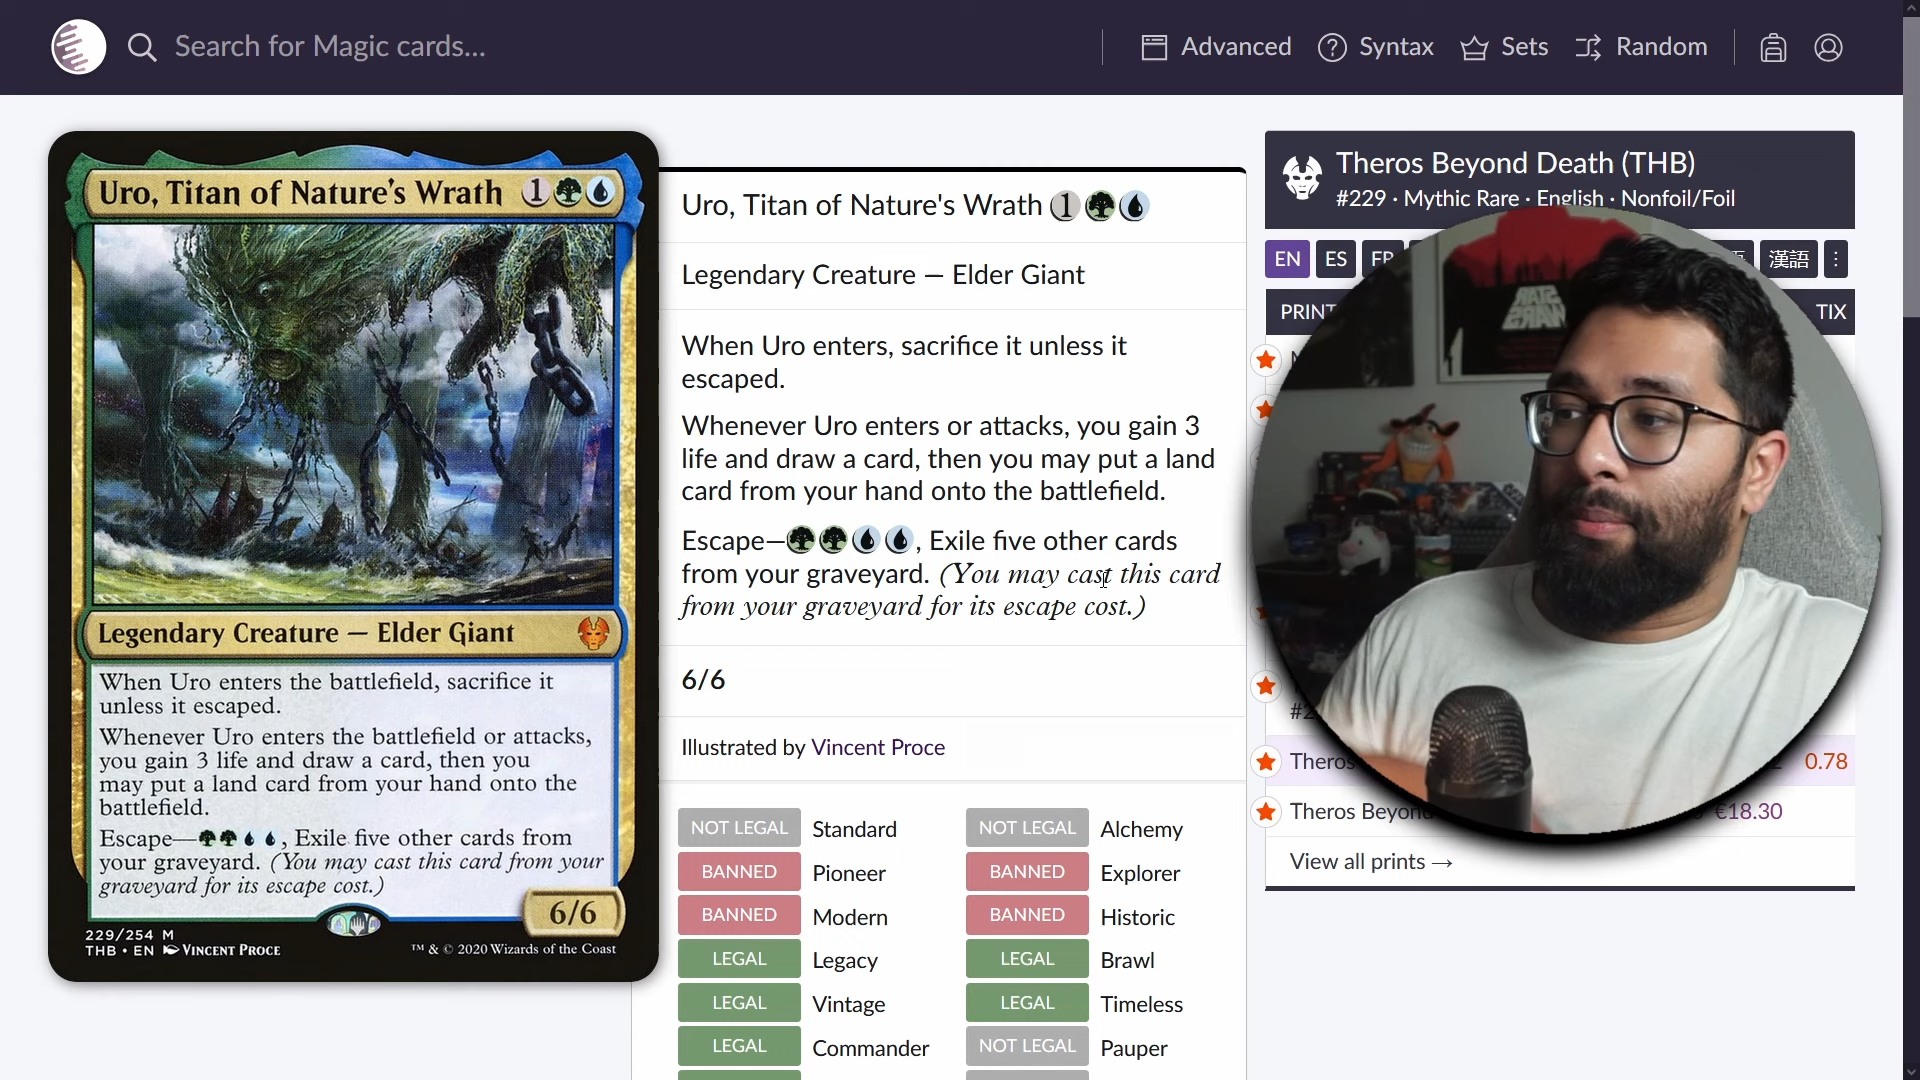 Search for Magic cards...
Advanced
Syntax
Sets
Random
Uro, Titan of Nature's Wrath 1
Legendary Creature — Elder Giant
When Uro enters the battlefield, sacrifice it
unless it escaped.
Whenever Uro enters the battlefield or attacks,
you gain 3 life and draw a card, then you
may put a land card from your hand onto the
battlefield.
Escape— , Exile five other cards from
your graveyard. (You may cast this card from your
graveyard for its escape cost.)
6/6
229/254 M
THB • EN VINCENT PROCE
™ & © 2020 Wizards of the Coast
Uro, Titan of Nature's Wrath 1
Legendary Creature — Elder Giant
When Uro enters, sacrifice it unless it
escaped.
Whenever Uro enters or attacks, you gain 3
life and draw a card, then you may put a land
card from your hand onto the battlefield.
Escape— , Exile five other cards
from your graveyard. (You may cast this card
from your graveyard for its escape cost.)
6/6
Illustrated by Vincent Proce
NOT LEGAL Standard NOT LEGAL Alchemy
BANNED Pioneer BANNED Explorer
BANNED Modern BANNED Historic
LEGAL Legacy LEGAL Brawl
LEGAL Vintage LEGAL Timeless
LEGAL Commander NOT LEGAL Pauper
Theros Beyond Death (THB)
#229 · Mythic Rare · English · Nonfoil/Foil
EN ES FR 漢語
TIX
STAR
WARS
Theros 0.78
Theros Beyond €18.30
View all prints →